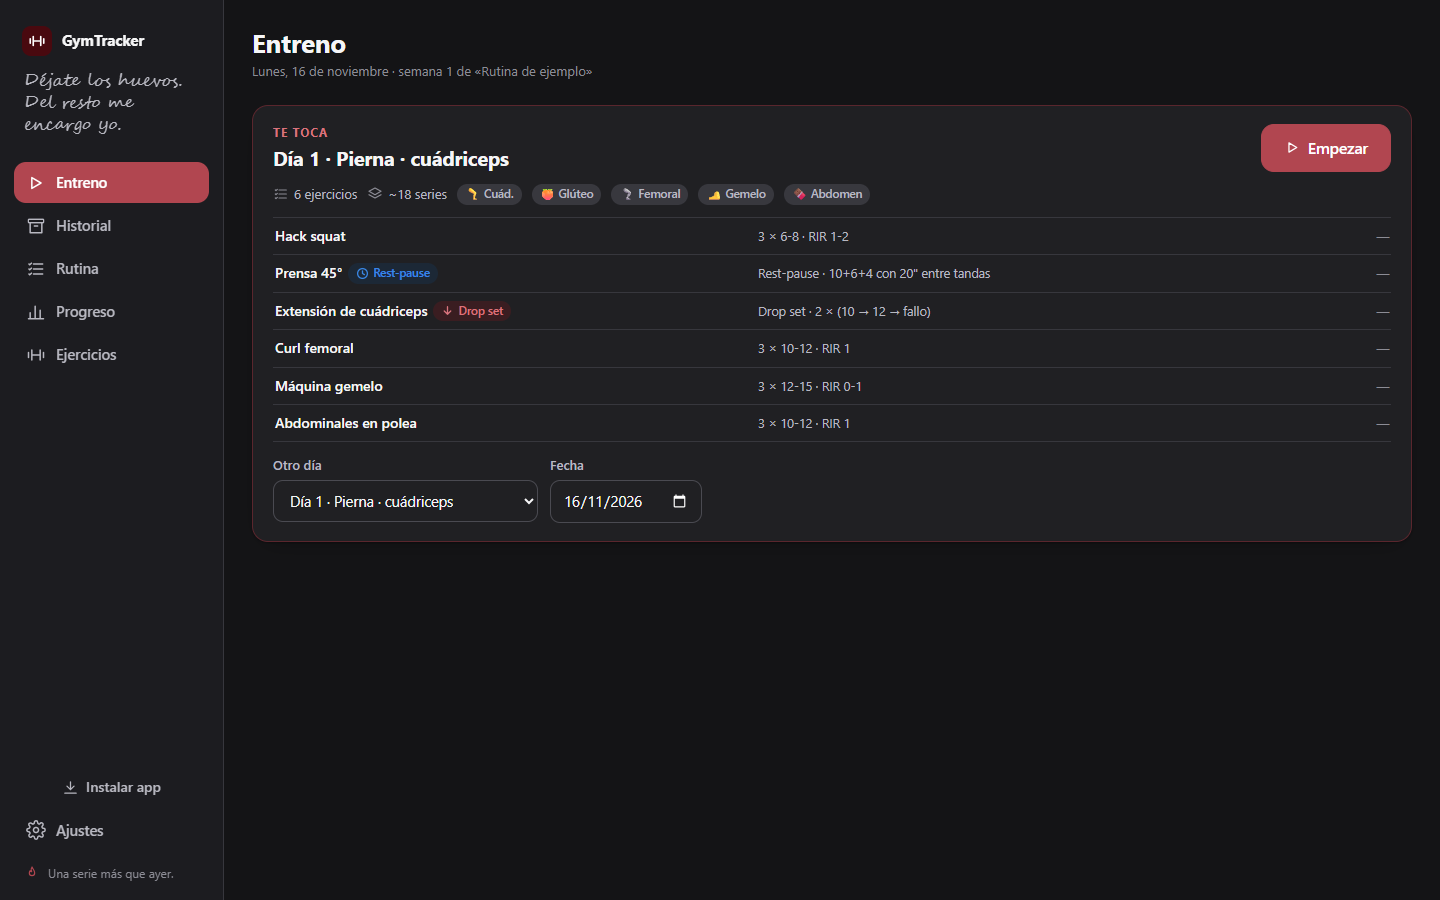 GymTracker
Déjate los huevos.
Del resto me
encargo yo.
Entreno
Historial
Rutina
Progreso
Ejercicios
Instalar app
Ajustes
Una serie más que ayer.
Entreno
Lunes, 16 de noviembre · semana 1 de «Rutina de ejemplo»
TE TOCA
Día 1 · Pierna · cuádriceps
Empezar
6 ejercicios ~18 series Cuád. Glúteo Femoral Gemelo Abdomen
Hack squat 3 × 6-8 · RIR 1-2 —
Prensa 45° Rest-pause Rest-pause · 10+6+4 con 20" entre tandas —
Extensión de cuádriceps Drop set Drop set · 2 × (10 → 12 → fallo) —
Curl femoral 3 × 10-12 · RIR 1 —
Máquina gemelo 3 × 12-15 · RIR 0-1 —
Abdominales en polea 3 × 10-12 · RIR 1 —
Otro día Fecha
Día 1 · Pierna · cuádriceps 16/11/2026